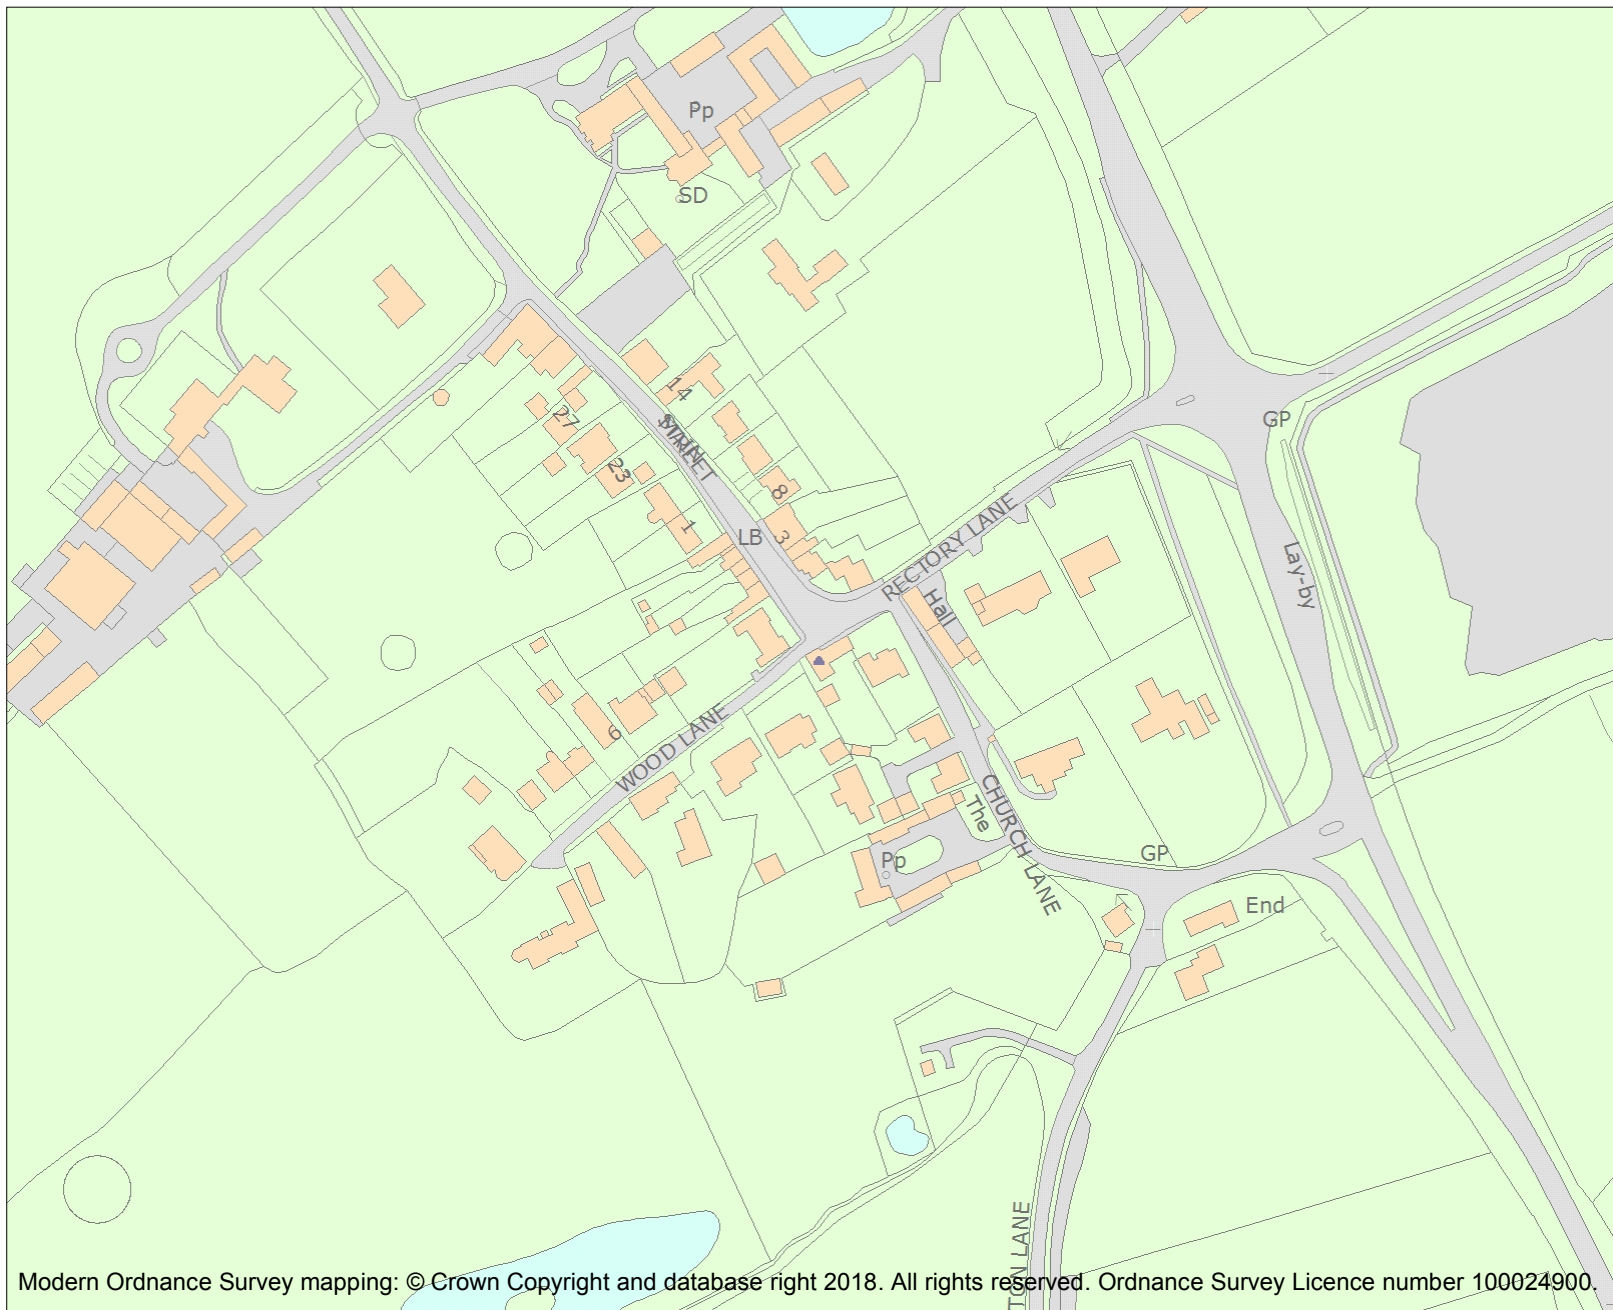 Pp
SD
14
MAIN
STREET
27
23
8
1
LB
3
GP
RECTORY LANE
Hall
Lay-by
6
WOOD LANE
CHURCH LANE
The
Pp
GP
End
TON LANE
Modern Ordnance Survey mapping: © Crown Copyright and database right 2018. All rights reserved. Ordnance Survey Licence number 100024900.